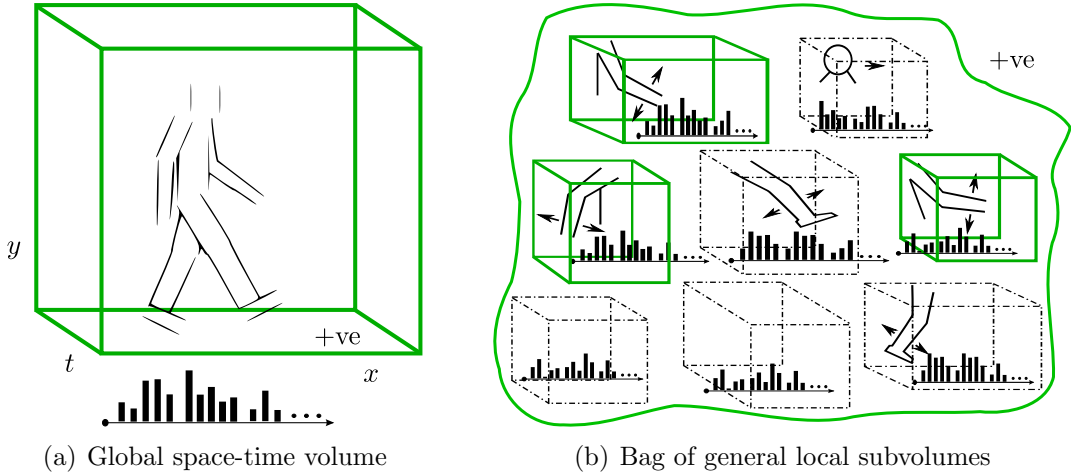 +ve
y
t
+ve
x
(a) Global space-time volume
(b) Bag of general local subvolumes